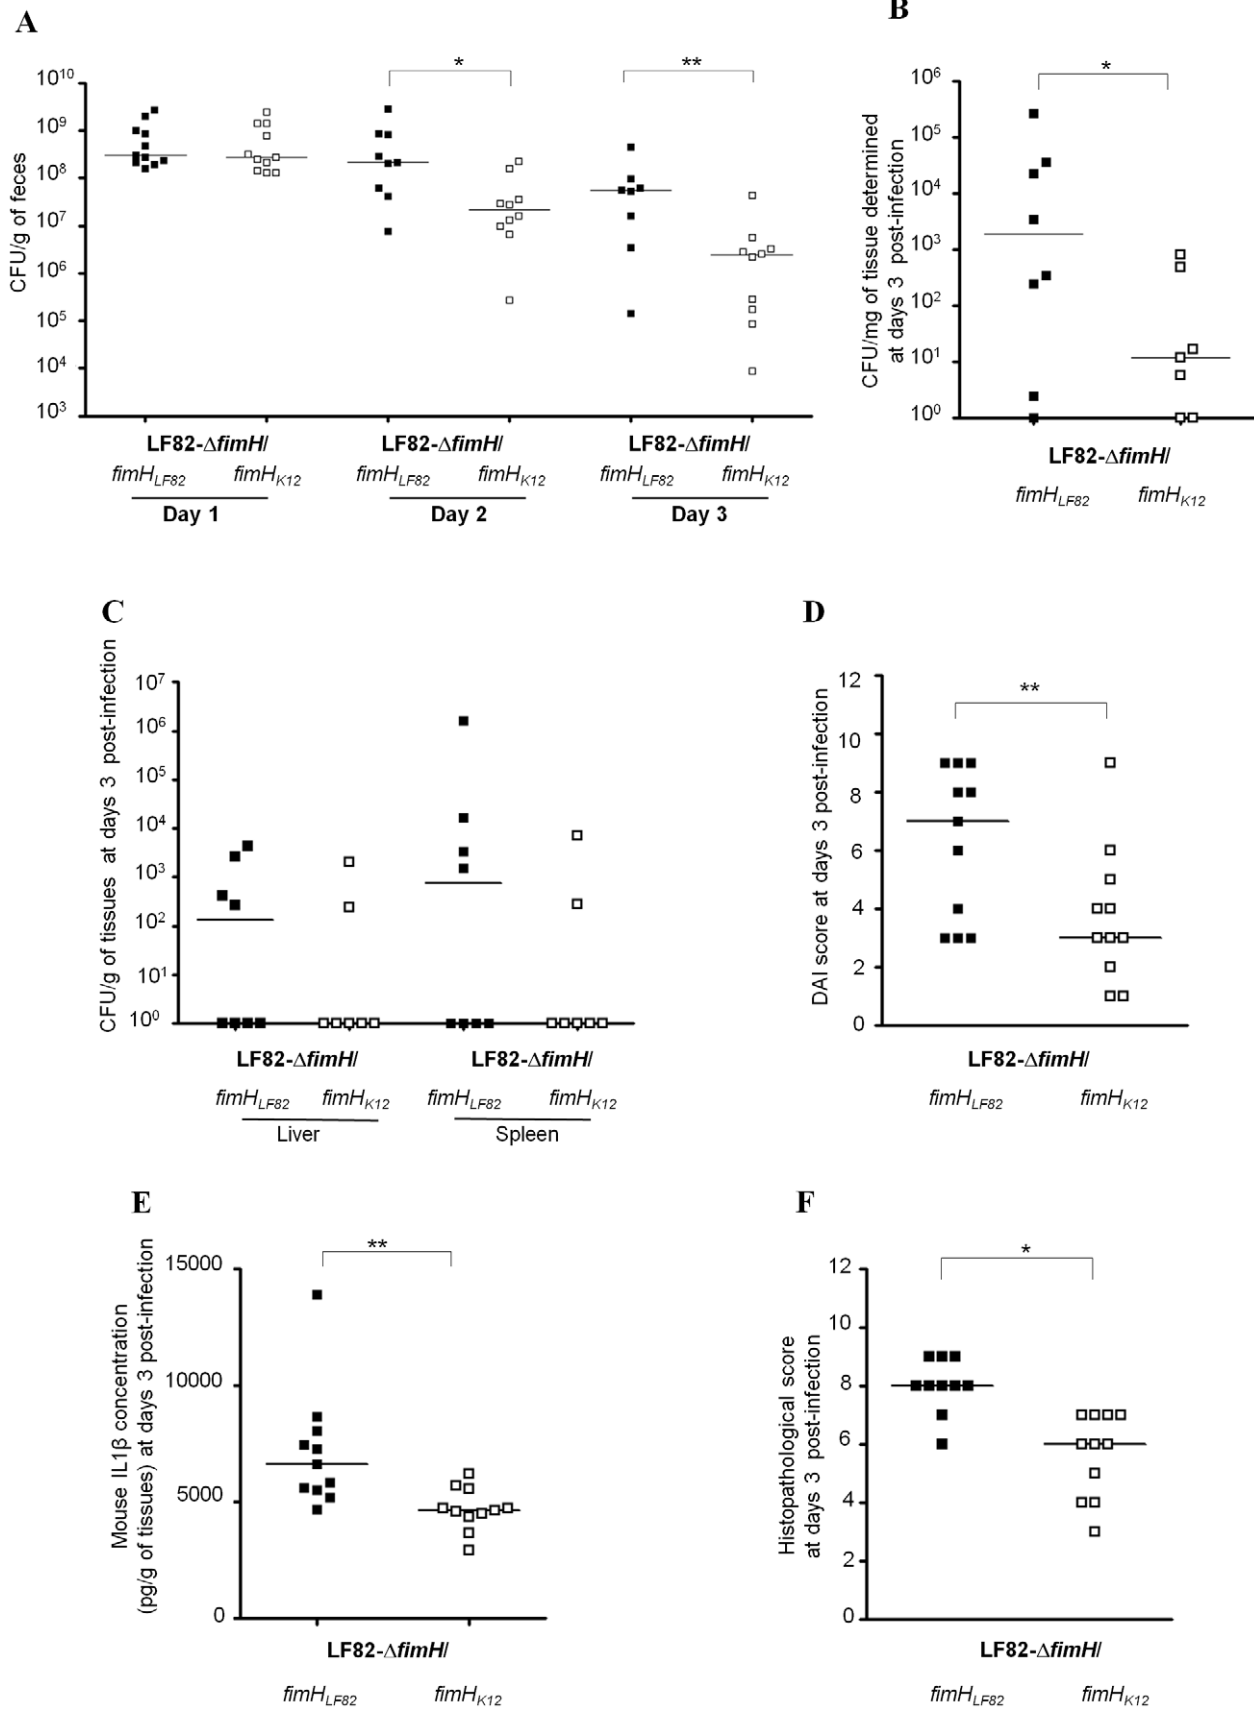 A
CFU/g of feces
10^10
10^9
10^8
10^7
10^6
10^5
10^4
10^3
*
**
LF82-ΔfimH/
LF82-ΔfimH/
LF82-ΔfimH/
fimH_LF82 fimH_K12
fimH_LF82 fimH_K12
fimH_LF82 fimH_K12
Day 1
Day 2
Day 3
B
CFU/mg of tissue determined
at days 3 post-infection
10^6
10^5
10^4
10^3
10^2
10^1
10^0
*
LF82-ΔfimH/
fimH_LF82 fimH_K12
C
CFU/g of tissues at days 3 post-infection
10^7
10^6
10^5
10^4
10^3
10^2
10^1
10^0
LF82-ΔfimH/
LF82-ΔfimH/
fimH_LF82 fimH_K12
fimH_LF82 fimH_K12
Liver
Spleen
D
DAI score at days 3 post-infection
12
10
8
6
4
2
0
**
LF82-ΔfimH/
fimH_LF82 fimH_K12
E
Mouse IL1β concentration
(pg/g of tissues) at days 3 post-infection
15000
10000
5000
0
**
LF82-ΔfimH/
fimH_LF82 fimH_K12
F
Histopathological score
at days 3 post-infection
12
10
8
6
4
2
0
*
LF82-ΔfimH/
fimH_LF82 fimH_K12